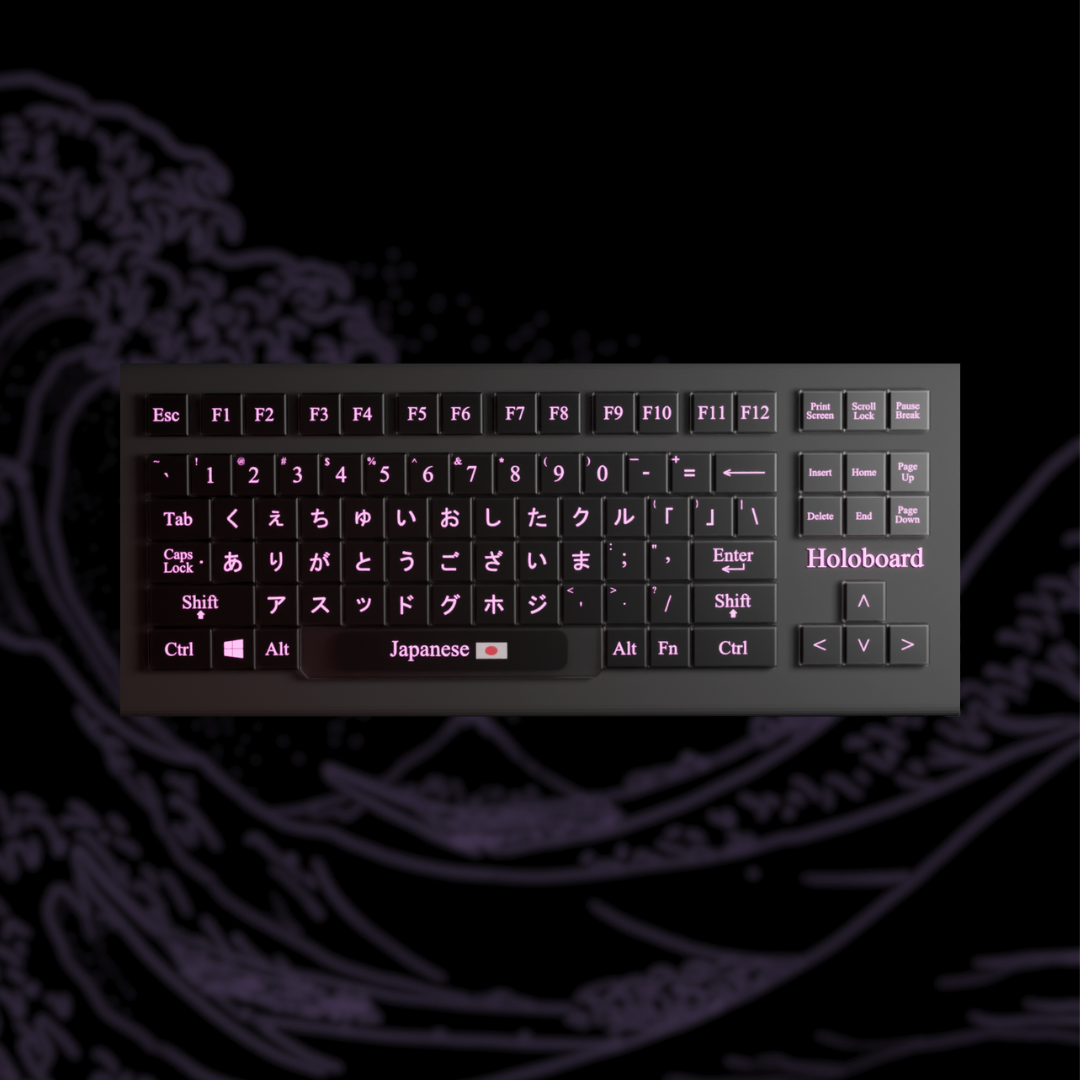 Esc F1 F2 F3 F4 F5 F6 F7 F8 F9 F10 F11 F12 Print Screen Scroll Lock Pause Break
~ ` ! 1 @ 2 # 3 $ 4 % 5 ^ 6 & 7 * 8 ( 9 ) 0 — - + = ← Insert Home Page Up
Tab く ぇ ち ゆ い お し た ク ル ( 「 ) 」 | \ Delete End Page Down
Caps Lock · あ り が と う ご ざ い ま : ; " , Enter ↵
Holoboard
Shift ⬆ ア ス ッ ド グ ホ ジ < , > . ? / Shift ⬆ ˄
Ctrl Alt Japanese Alt Fn Ctrl < ˅ >